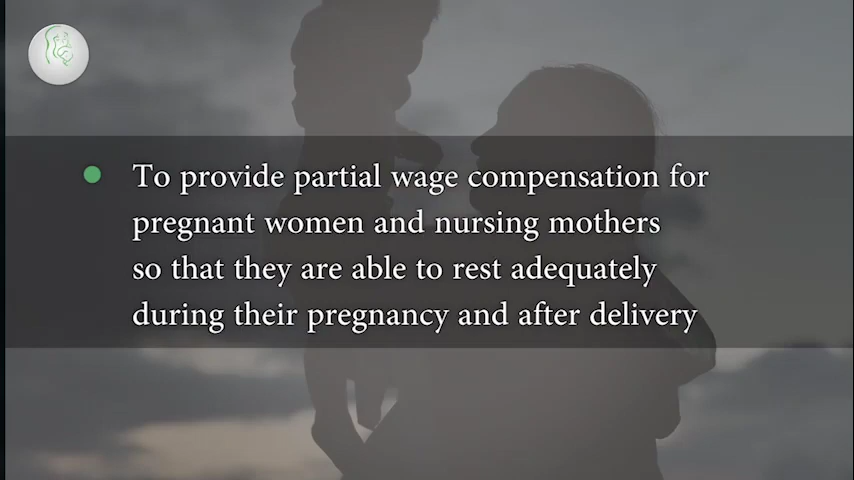 To provide partial wage compensation for
pregnant women and nursing mothers
so that they are able to rest adequately
during their pregnancy and after delivery